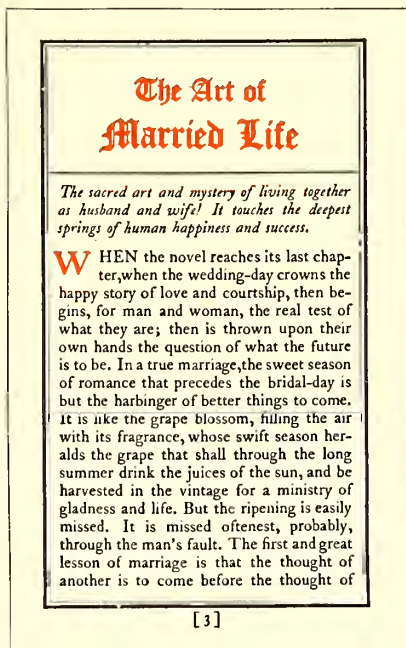 The Art of
Married Life
The sacred art and mystery of living together
as husband and wife! It touches the deepest
springs of human happiness and success.
WHEN the novel reaches its last chap-
ter,when the wedding-day crowns the
happy story of love and courtship, then be-
gins, for man and woman, the real test of
what they are; then is thrown upon their
own hands the question of what the future
is to be. In a true marriage,the sweet season
of romance that precedes the bridal-day is
but the harbinger of better things to come.
It is like the grape blossom, filling the air
with its fragrance, whose swift season her-
alds the grape that shall through the long
summer drink the juices of the sun, and be
harvested in the vintage for a ministry of
gladness and life. But the ripening is easily
missed. It is missed oftenest, probably,
through the man's fault. The first and great
lesson of marriage is that the thought of
another is to come before the thought of
[3]